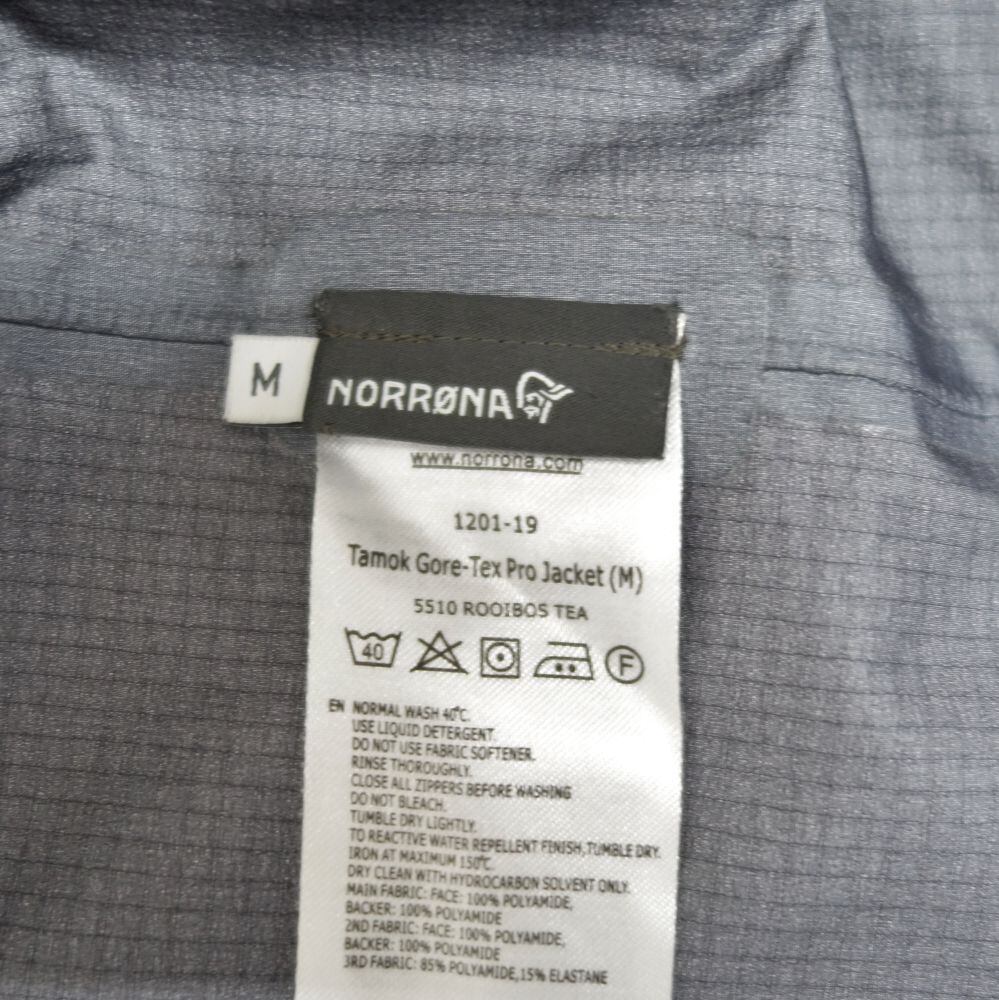 M
NORRØNA
www.norrona.com
1201-19
Tamok Gore-Tex Pro Jacket (M)
5510 ROOIBOS TEA
40 F
EN NORMAL WASH 40°C.
USE LIQUID DETERGENT.
DO NOT USE FABRIC SOFTENER.
RINSE THOROUGHLY.
CLOSE ALL ZIPPERS BEFORE WASHING
DO NOT BLEACH.
TUMBLE DRY LIGHTLY.
TO REACTIVE WATER REPELLENT FINISH,TUMBLE DRY.
IRON AT MAXIMUM 150°C.
DRY CLEAN WITH HYDROCARBON SOLVENT ONLY.
MAIN FABRIC: FACE: 100% POLYAMIDE,
BACKER: 100% POLYAMIDE
2ND FABRIC: FACE: 100% POLYAMIDE,
BACKER: 100% POLYAMIDE
3RD FABRIC: 85% POLYAMIDE,15% ELASTANE